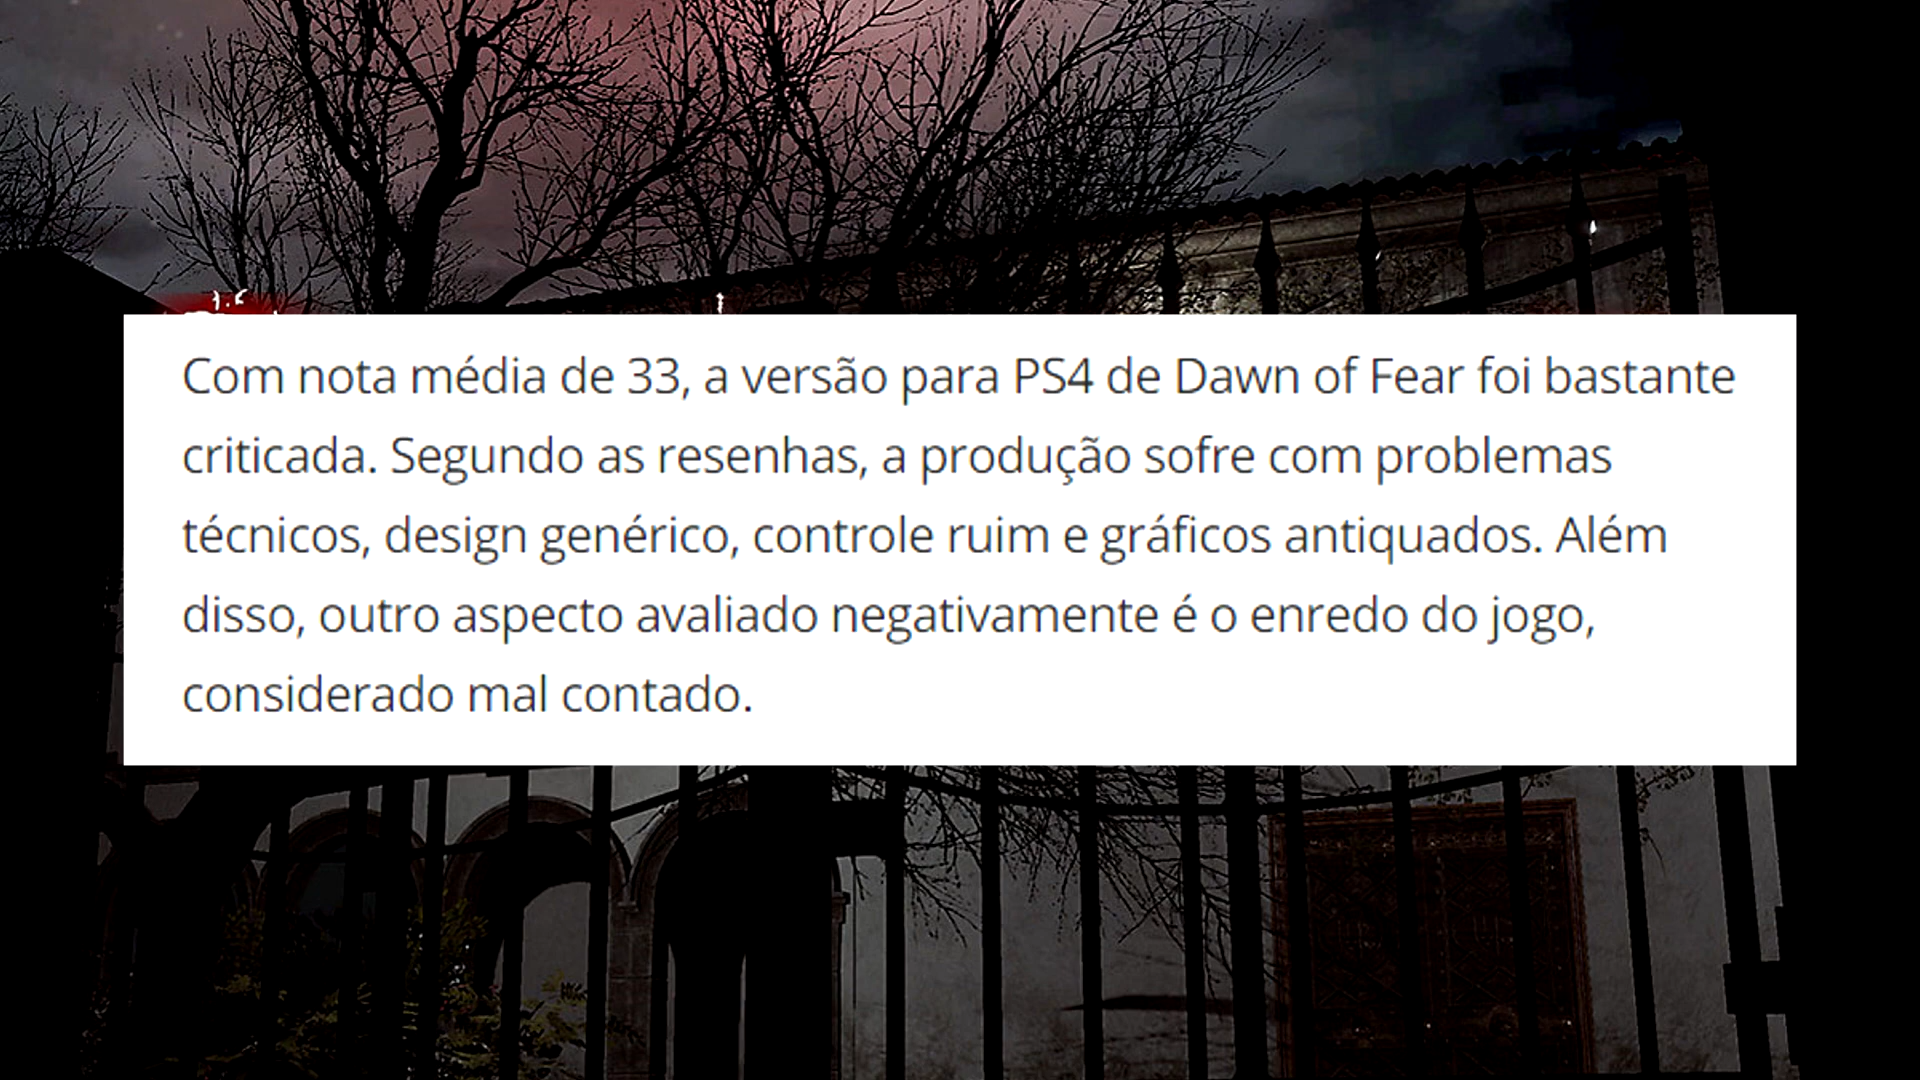 Com nota média de 33, a versão para PS4 de Dawn of Fear foi bastante
criticada. Segundo as resenhas, a produção sofre com problemas
técnicos, design genérico, controle ruim e gráficos antiquados. Além
disso, outro aspecto avaliado negativamente é o enredo do jogo,
considerado mal contado.